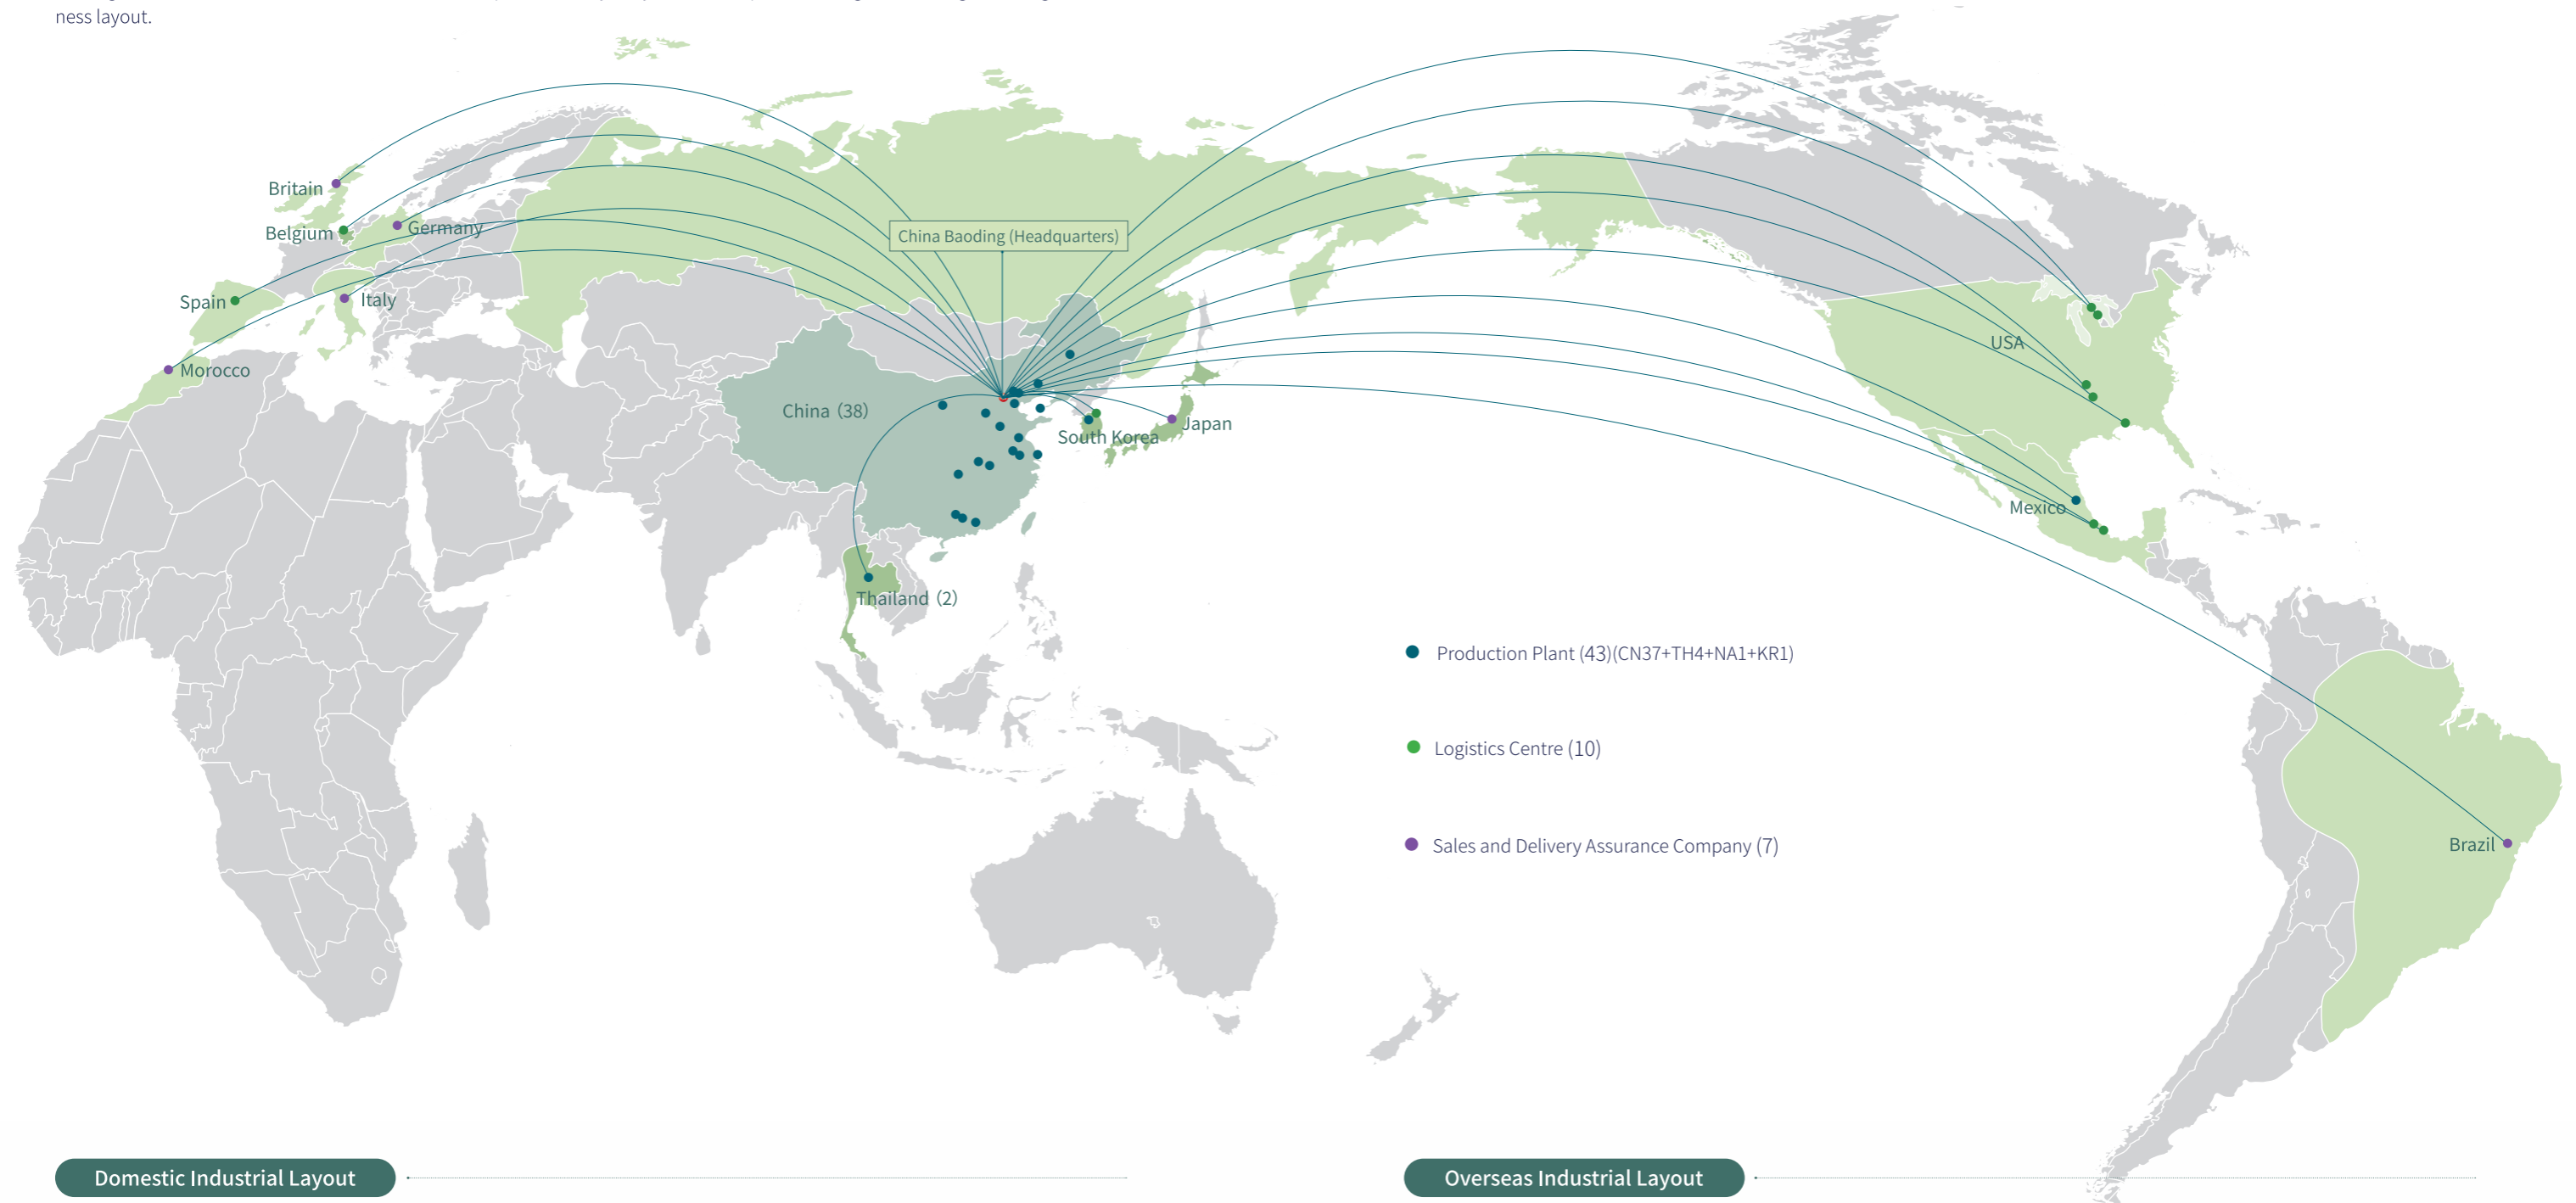 ness layout.
Britain
Belgium
Germany
China Baoding (Headquarters)
Spain
Italy
USA
Morocco
China (38)
Japan
South Korea
Mexico
Thailand (2)
Production Plant (43)(CN37+TH4+NA1+KR1)
Logistics Centre (10)
Sales and Delivery Assurance Company (7)
Brazil
Domestic Industrial Layout
Overseas Industrial Layout